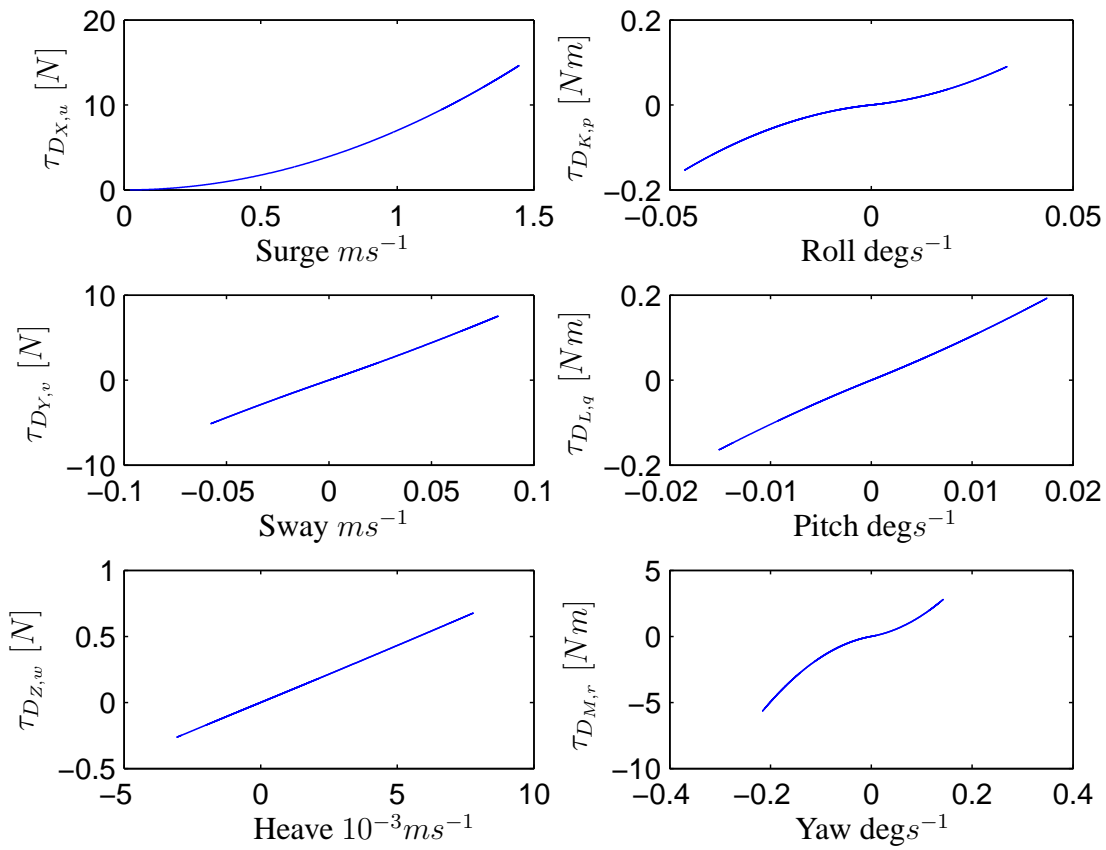 20
10
0
0 0.5 1 1.5
Surge ms⁻¹
τ_{D_{X,u}} [N]
0.2
0
−0.2
−0.05 0 0.05
Roll degs⁻¹
τ_{D_{K,p}} [Nm]
10
0
−10
−0.1 −0.05 0 0.05 0.1
Sway ms⁻¹
τ_{D_{Y,v}} [N]
0.2
0
−0.2
−0.02 −0.01 0 0.01 0.02
Pitch degs⁻¹
τ_{D_{L,q}} [Nm]
1
0.5
0
−0.5
−5 0 5 10
Heave 10⁻³ms⁻¹
τ_{D_{Z,w}} [N]
5
0
−5
−10
−0.4 −0.2 0 0.2 0.4
Yaw degs⁻¹
τ_{D_{M,r}} [Nm]